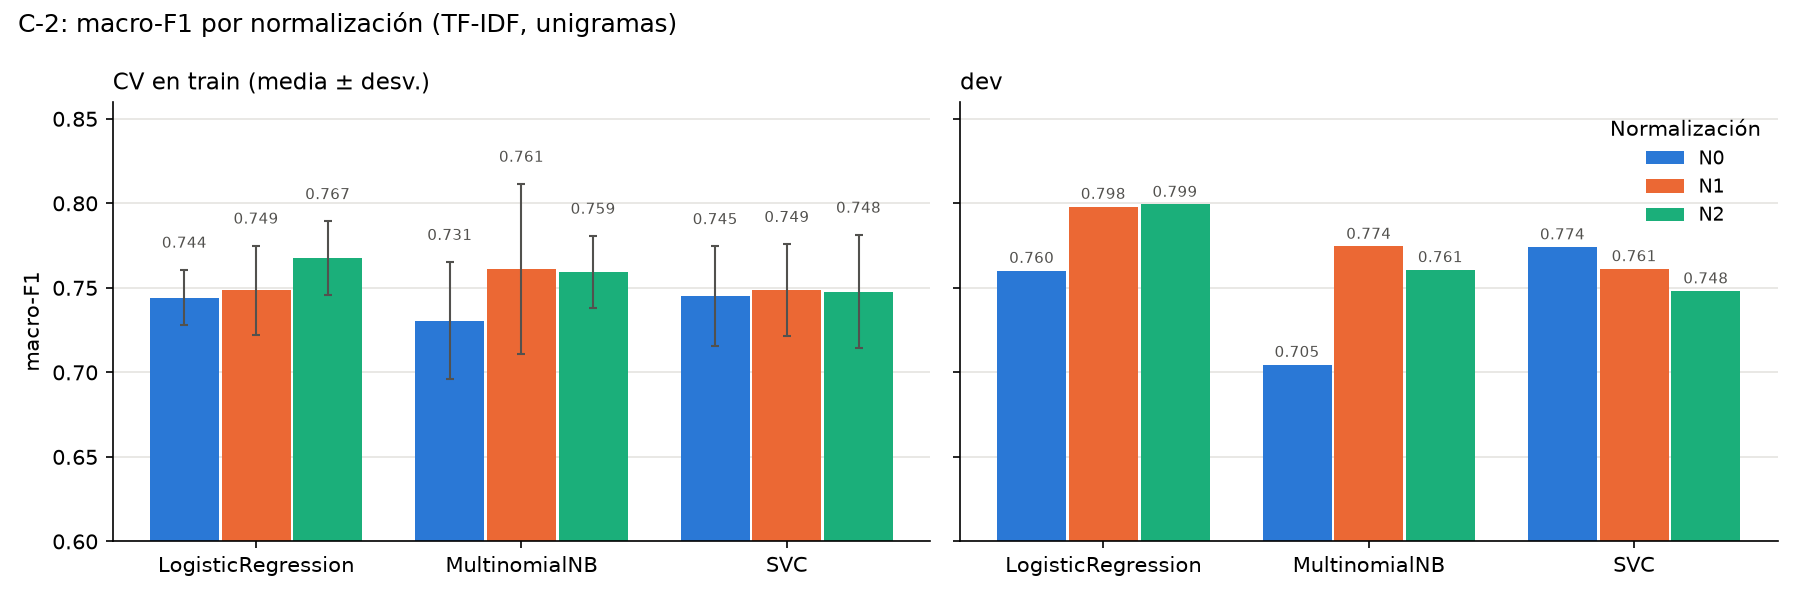 C-2: macro-F1 por normalización (TF-IDF, unigramas)
CV en train (media ± desv.)
macro-F1
0.85
0.80
0.75
0.70
0.65
0.60
0.744
0.749
0.767
0.731
0.761
0.759
0.745
0.749
0.748
LogisticRegression
MultinomialNB
SVC
dev
Normalización
N0
N1
N2
0.760
0.798
0.799
0.705
0.774
0.761
0.774
0.761
0.748
LogisticRegression
MultinomialNB
SVC